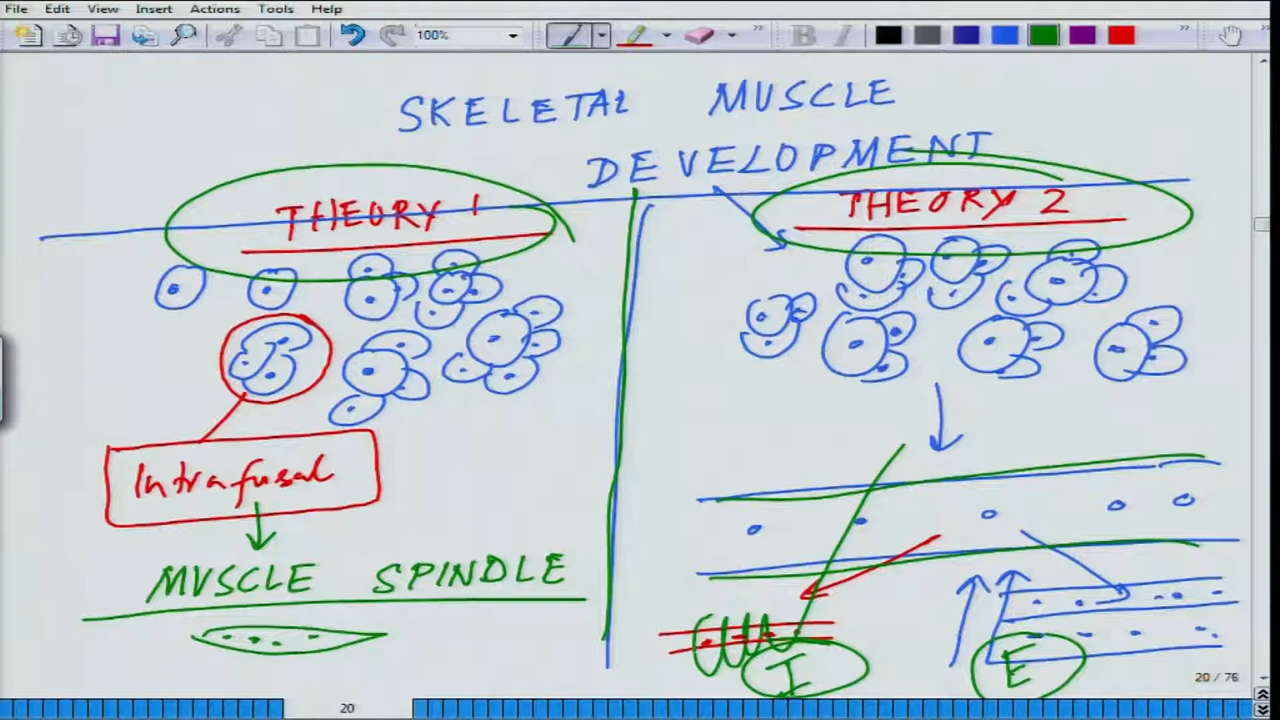 File Edit View Insert Actions Tools Help
100%
SKELETAL MUSCLE
DEVELOPMENT
THEORY 1
THEORY 2
Intrafusal
MUSCLE SPINDLE
I
E
20 / 76
20